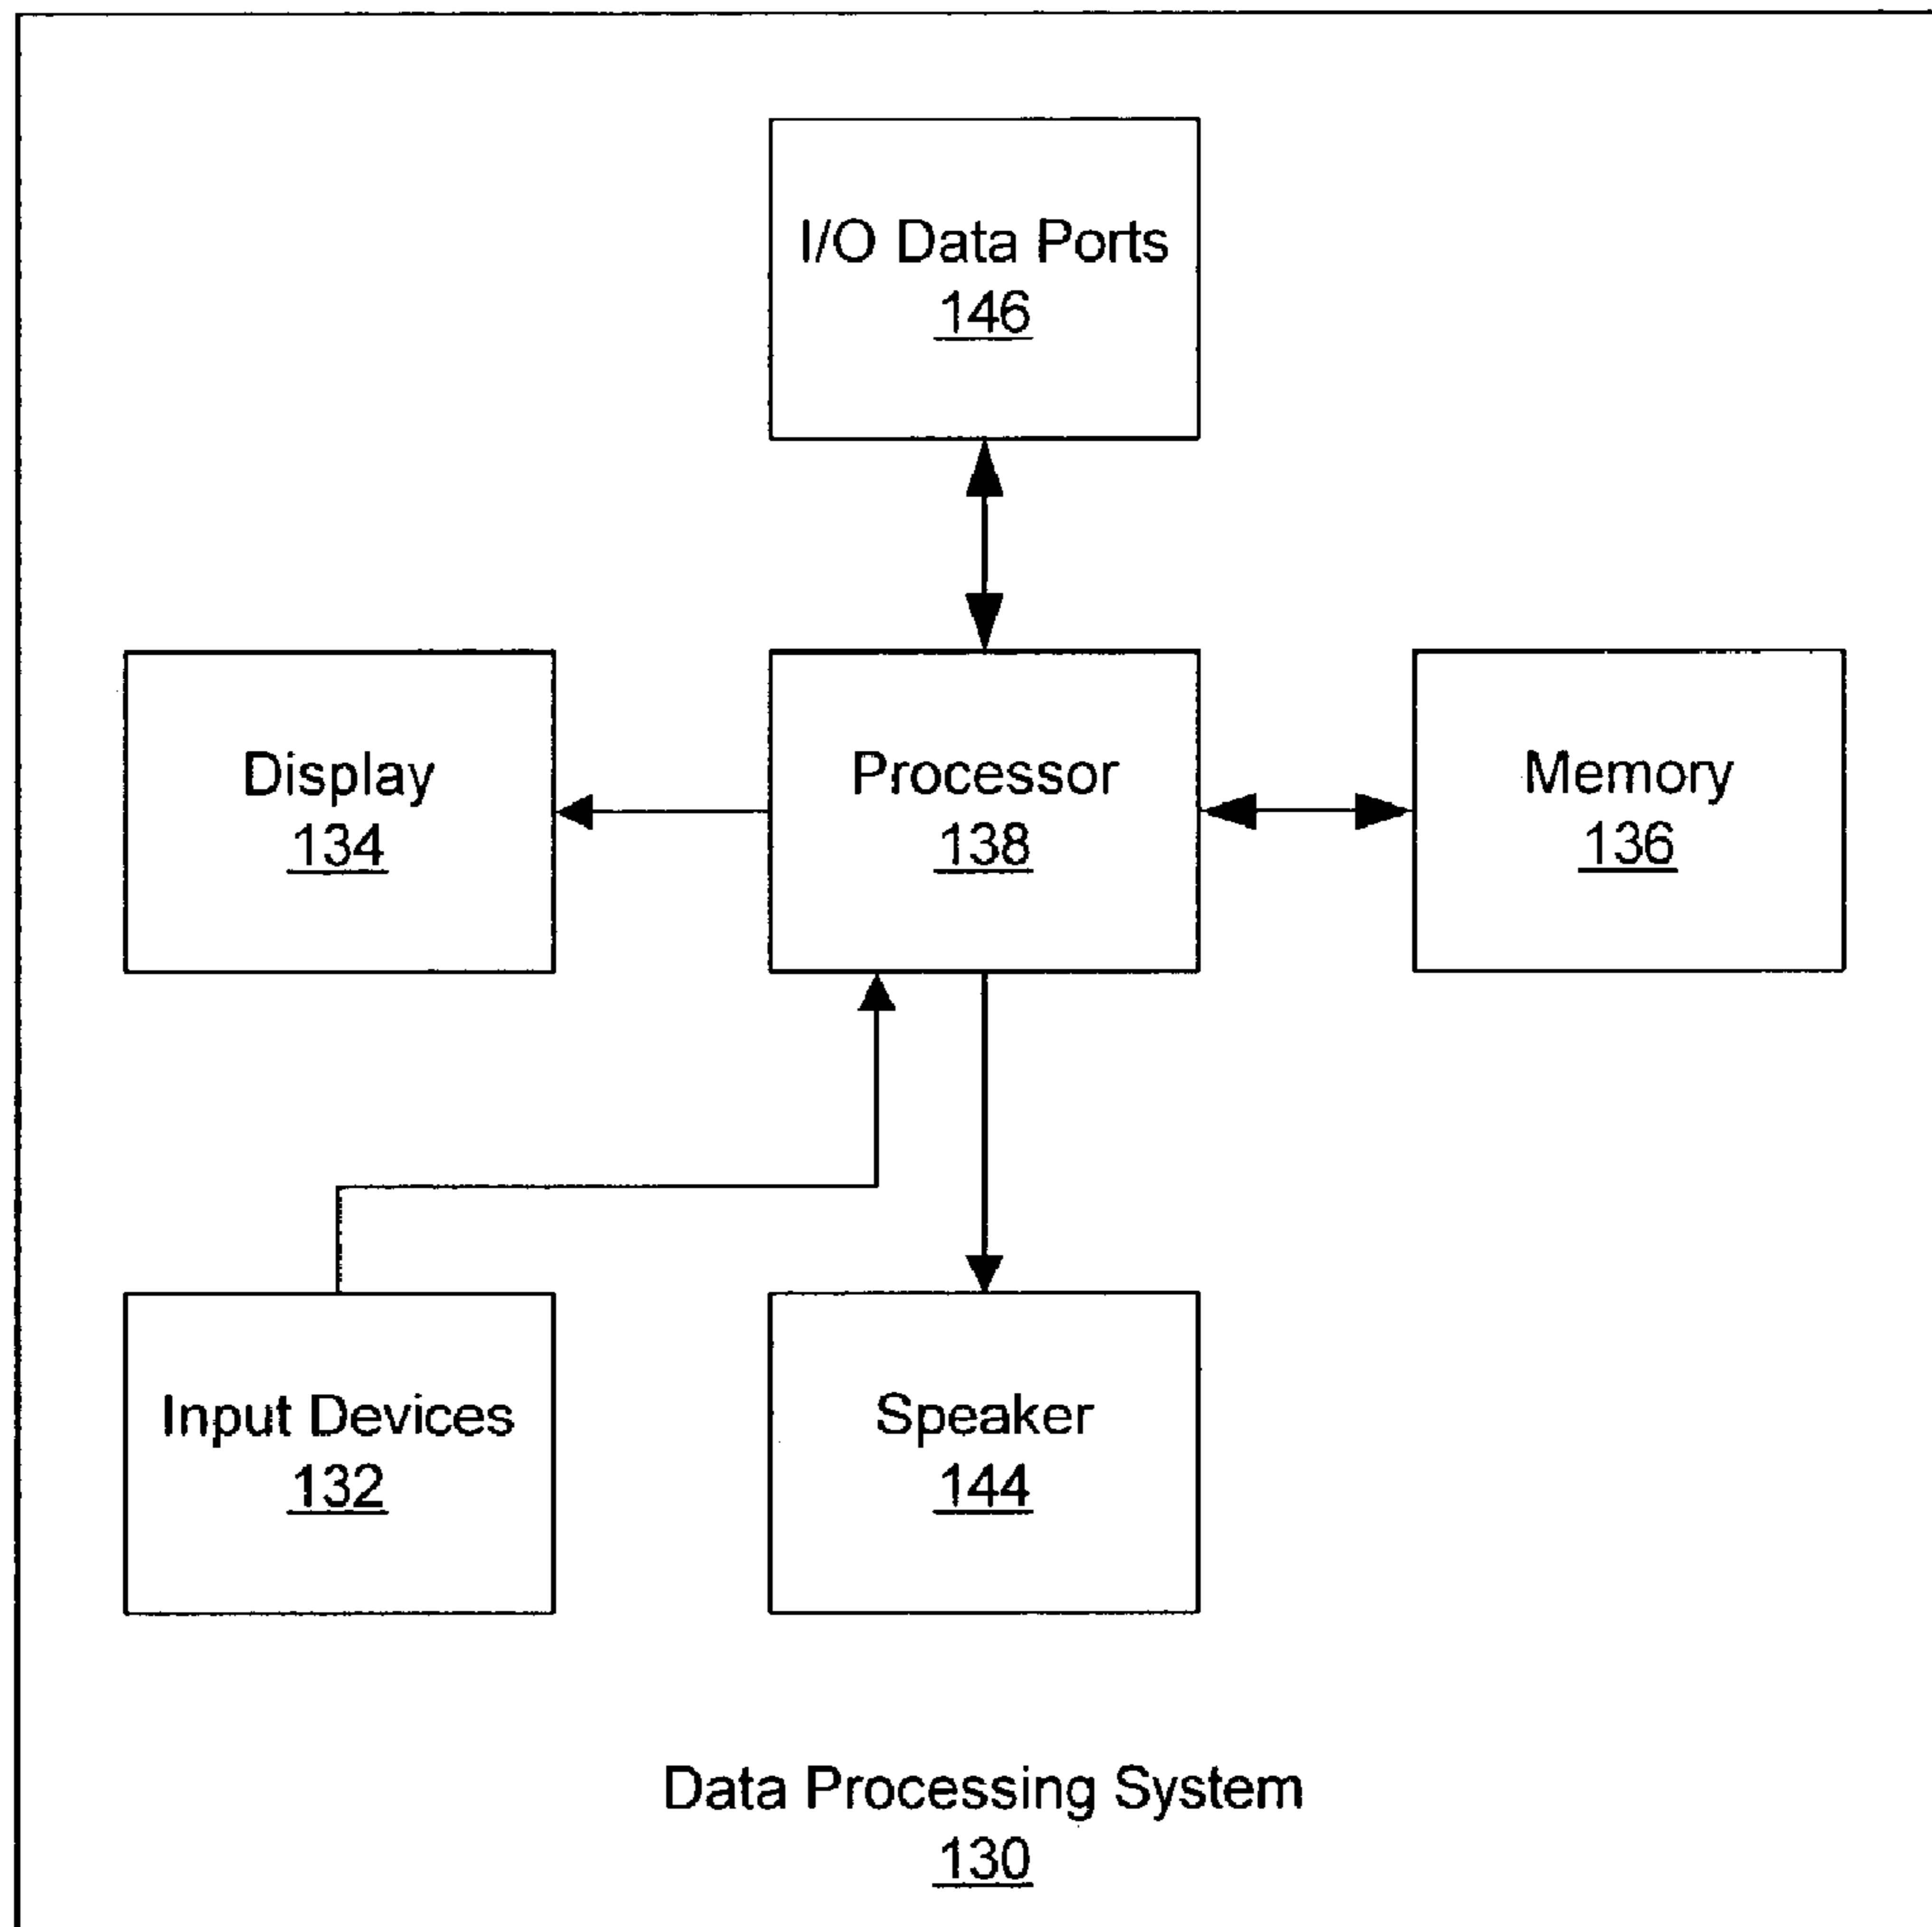 I/O Data Ports
146
Display
134
Processor
138
Memory
136
Input Devices
132
Speaker
144
Data Processing System
130